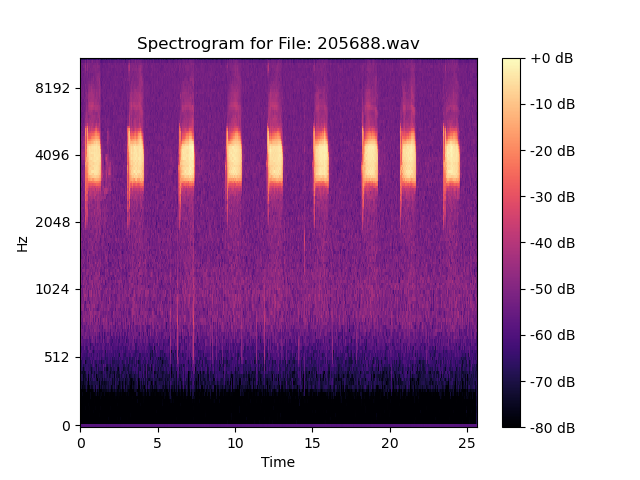 Spectrogram for File: 205688.wav
8192
4096
2048
1024
512
0
Hz
0 5 10 15 20 25
Time
+0 dB
-10 dB
-20 dB
-30 dB
-40 dB
-50 dB
-60 dB
-70 dB
-80 dB